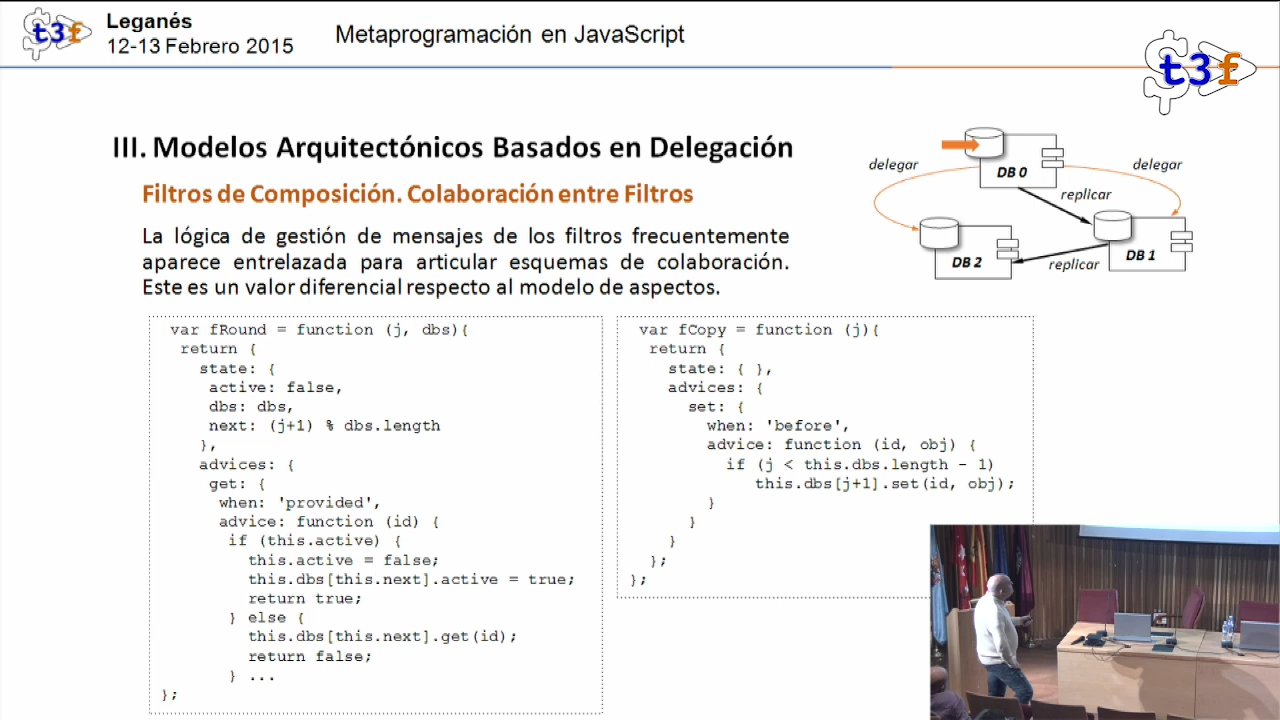 t3f
Leganés
12-13 Febrero 2015
Metaprogramación en JavaScript
t3f
III. Modelos Arquitectónicos Basados en Delegación
Filtros de Composición. Colaboración entre Filtros
La lógica de gestión de mensajes de los filtros frecuentemente
aparece entrelazada para articular esquemas de colaboración.
Este es un valor diferencial respecto al modelo de aspectos.
delegar
DB 0
delegar
replicar
DB 2
replicar
DB 1
var fRound = function (j, dbs){
return {
state: {
active: false,
dbs: dbs,
next: (j+1) % dbs.length
},
advices: {
get: {
when: 'provided',
advice: function (id) {
if (this.active) {
this.active = false;
this.dbs[this.next].active = true;
return true;
} else {
this.dbs[this.next].get(id);
return false;
} ...
};
var fCopy = function (j){
return {
state: { },
advices: {
set: {
when: 'before',
advice: function (id, obj) {
if (j < this.dbs.length - 1)
this.dbs[j+1].set(id, obj);
}
}
}
};
};